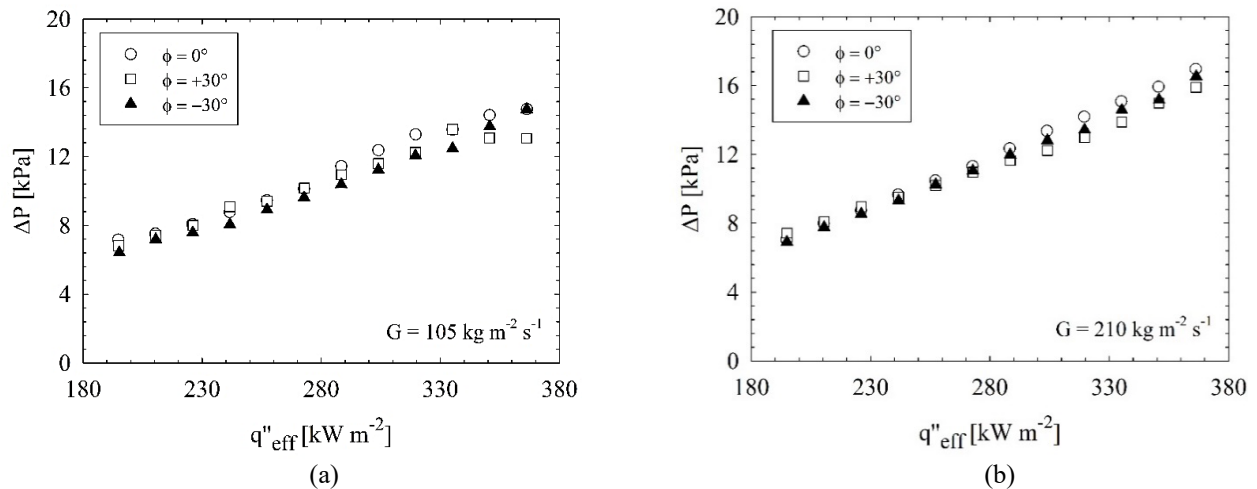 20
16
12
8
4
0
ΔP [kPa]
ϕ = 0°
ϕ = +30°
ϕ = −30°
G = 105 kg m-2 s-1
180
230
280
330
380
q"eff [kW m-2]
(a)
20
16
12
8
4
0
ΔP [kPa]
ϕ = 0°
ϕ = +30°
ϕ = −30°
G = 210 kg m-2 s-1
180
230
280
330
380
q"eff [kW m-2]
(b)